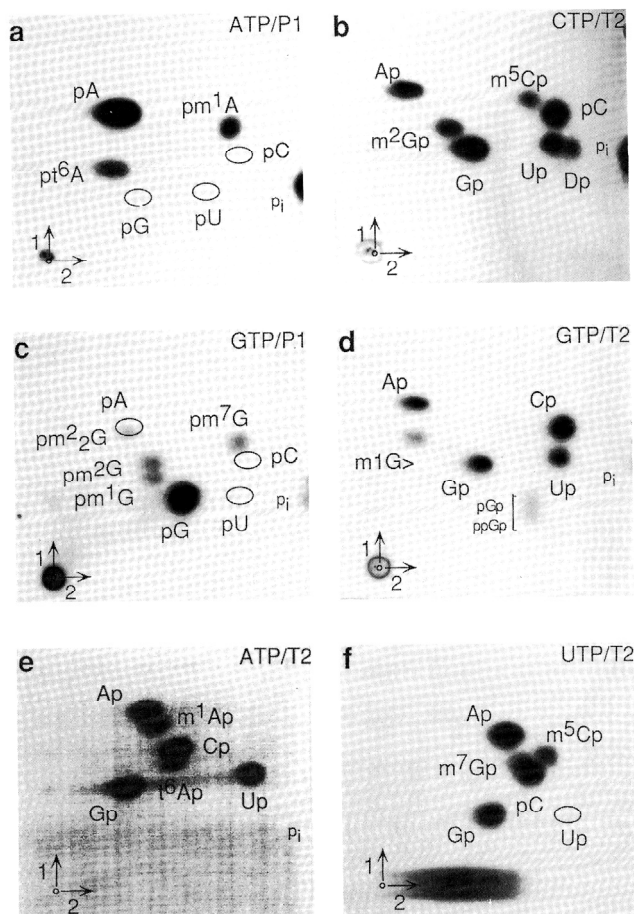 a
ATP/P1
pA
pm1A
pC
pt6A
pG
pU
pi
1
2
b
CTP/T2
Ap
m5Cp
pC
m2Gp
Gp
Up
Dp
pi
1
2
c
GTP/P1
pA
pm22G
pm7G
pm2G
pC
pm1G
pG
pU
pi
1
2
d
GTP/T2
Ap
Cp
m1G>
Gp
Up
pi
pGp
ppGp
1
2
e
ATP/T2
Ap
m1Ap
Cp
t6Ap
Up
Gp
pi
1
2
f
UTP/T2
Ap
m5Cp
m7Gp
pC
Gp
Up
1
2